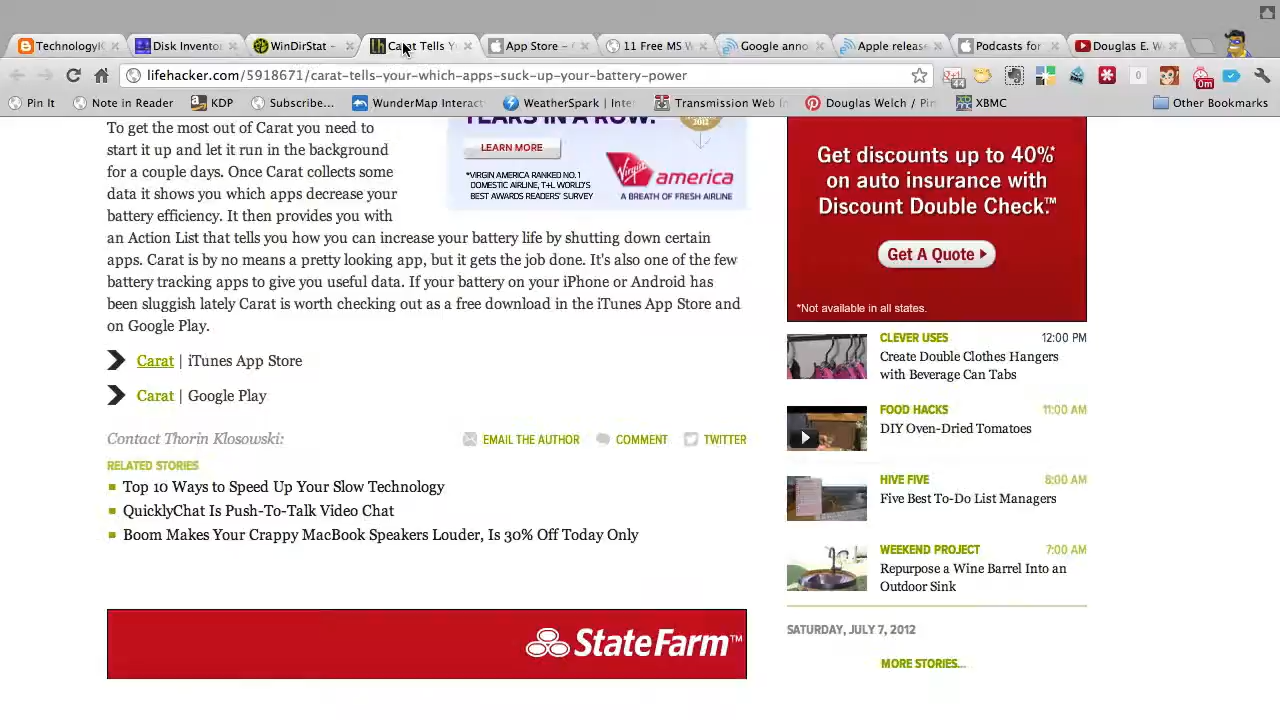 TechnologyI
Disk Invento
WinDirStat -
Carat Tells Y
App Store -
11 Free MS W
Google anno
Apple releas
Podcasts for
Douglas E. W
lifehacker.com/5918671/carat-tells-your-which-apps-suck-up-your-battery-power
44
0
0m
Pin It
Note in Reader
KDP
Subscribe...
WunderMap Interact
WeatherSpark | Inte
Transmission Web In
Douglas Welch / Pin
XBMC
Other Bookmarks
To get the most out of Carat you need to
start it up and let it run in the background
for a couple days. Once Carat collects some
data it shows you which apps decrease your
battery efficiency. It then provides you with
an Action List that tells you how you can increase your battery life by shutting down certain
apps. Carat is by no means a pretty looking app, but it gets the job done. It's also one of the few
battery tracking apps to give you useful data. If your battery on your iPhone or Android has
been sluggish lately Carat is worth checking out as a free download in the iTunes App Store and
on Google Play.
YEARS IN A ROW.
2012
LEARN MORE
*VIRGIN AMERICA RANKED NO. 1
DOMESTIC AIRLINE, T+L WORLD'S
BEST AWARDS READERS' SURVEY
Virgin america
A BREATH OF FRESH AIRLINE
Carat | iTunes App Store
Carat | Google Play
Contact Thorin Klosowski:
EMAIL THE AUTHOR
COMMENT
TWITTER
RELATED STORIES
Top 10 Ways to Speed Up Your Slow Technology
QuicklyChat Is Push-To-Talk Video Chat
Boom Makes Your Crappy MacBook Speakers Louder, Is 30% Off Today Only
StateFarm™
Get discounts up to 40%*
on auto insurance with
Discount Double Check.™
Get A Quote
*Not available in all states.
CLEVER USES 12:00 PM
Create Double Clothes Hangers
with Beverage Can Tabs
FOOD HACKS 11:00 AM
DIY Oven-Dried Tomatoes
HIVE FIVE 8:00 AM
Five Best To-Do List Managers
WEEKEND PROJECT 7:00 AM
Repurpose a Wine Barrel Into an
Outdoor Sink
SATURDAY, JULY 7, 2012
MORE STORIES...